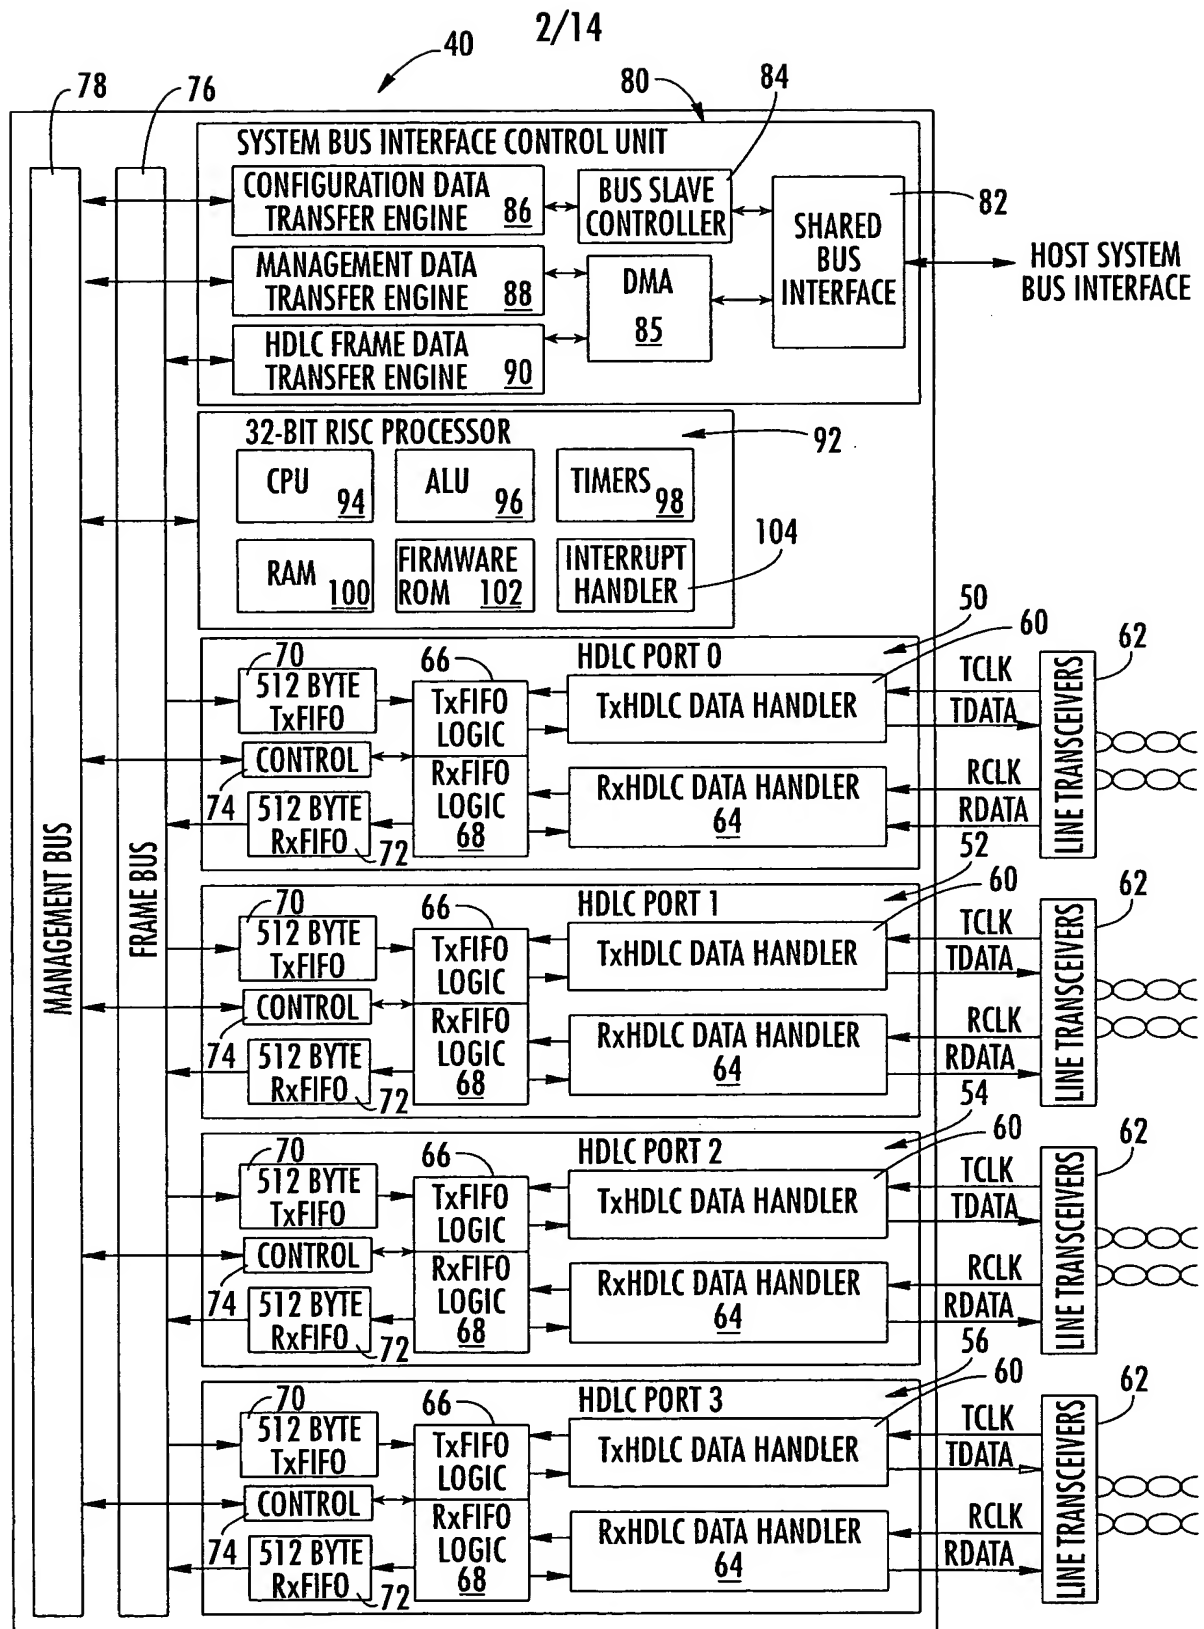 2/14
40
78
76
80
84
SYSTEM BUS INTERFACE CONTROL UNIT
CONFIGURATION DATA
TRANSFER ENGINE 86
BUS SLAVE
CONTROLLER
82
SHARED
BUS
INTERFACE
MANAGEMENT DATA
TRANSFER ENGINE 88
DMA
85
HOST SYSTEM
BUS INTERFACE
HDLC FRAME DATA
TRANSFER ENGINE 90
32-BIT RISC PROCESSOR
92
CPU
94
ALU
96
TIMERS
98
RAM
100
FIRMWARE
ROM 102
INTERRUPT
HANDLER
104
MANAGEMENT BUS
FRAME BUS
HDLC PORT 0
50
60
62
70
512 BYTE
TxFIFO
66
TxFIFO
LOGIC
TxHDLC DATA HANDLER
TCLK
TDATA
LINE TRANSCEIVERS
CONTROL
74
RxFIFO
LOGIC
68
RxHDLC DATA HANDLER
64
RCLK
RDATA
512 BYTE
RxFIFO
72
HDLC PORT 1
52
60
62
70
512 BYTE
TxFIFO
66
TxFIFO
LOGIC
TxHDLC DATA HANDLER
TCLK
TDATA
LINE TRANSCEIVERS
CONTROL
74
RxFIFO
LOGIC
68
RxHDLC DATA HANDLER
64
RCLK
RDATA
512 BYTE
RxFIFO
72
HDLC PORT 2
54
60
62
70
512 BYTE
TxFIFO
66
TxFIFO
LOGIC
TxHDLC DATA HANDLER
TCLK
TDATA
LINE TRANSCEIVERS
CONTROL
74
RxFIFO
LOGIC
68
RxHDLC DATA HANDLER
64
RCLK
RDATA
512 BYTE
RxFIFO
72
HDLC PORT 3
56
60
62
70
512 BYTE
TxFIFO
66
TxFIFO
LOGIC
TxHDLC DATA HANDLER
TCLK
TDATA
LINE TRANSCEIVERS
CONTROL
74
RxFIFO
LOGIC
68
RxHDLC DATA HANDLER
64
RCLK
RDATA
512 BYTE
RxFIFO
72